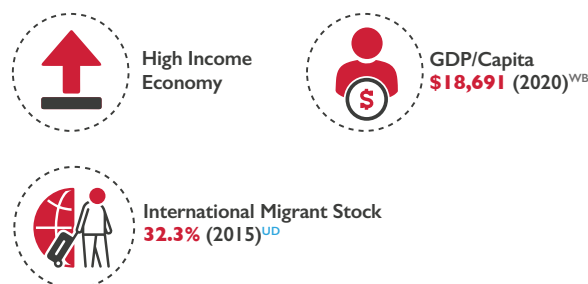 High Income
Economy
GDP/Capita
$18,691 (2020)WB
$
International Migrant Stock
32.3% (2015)UD